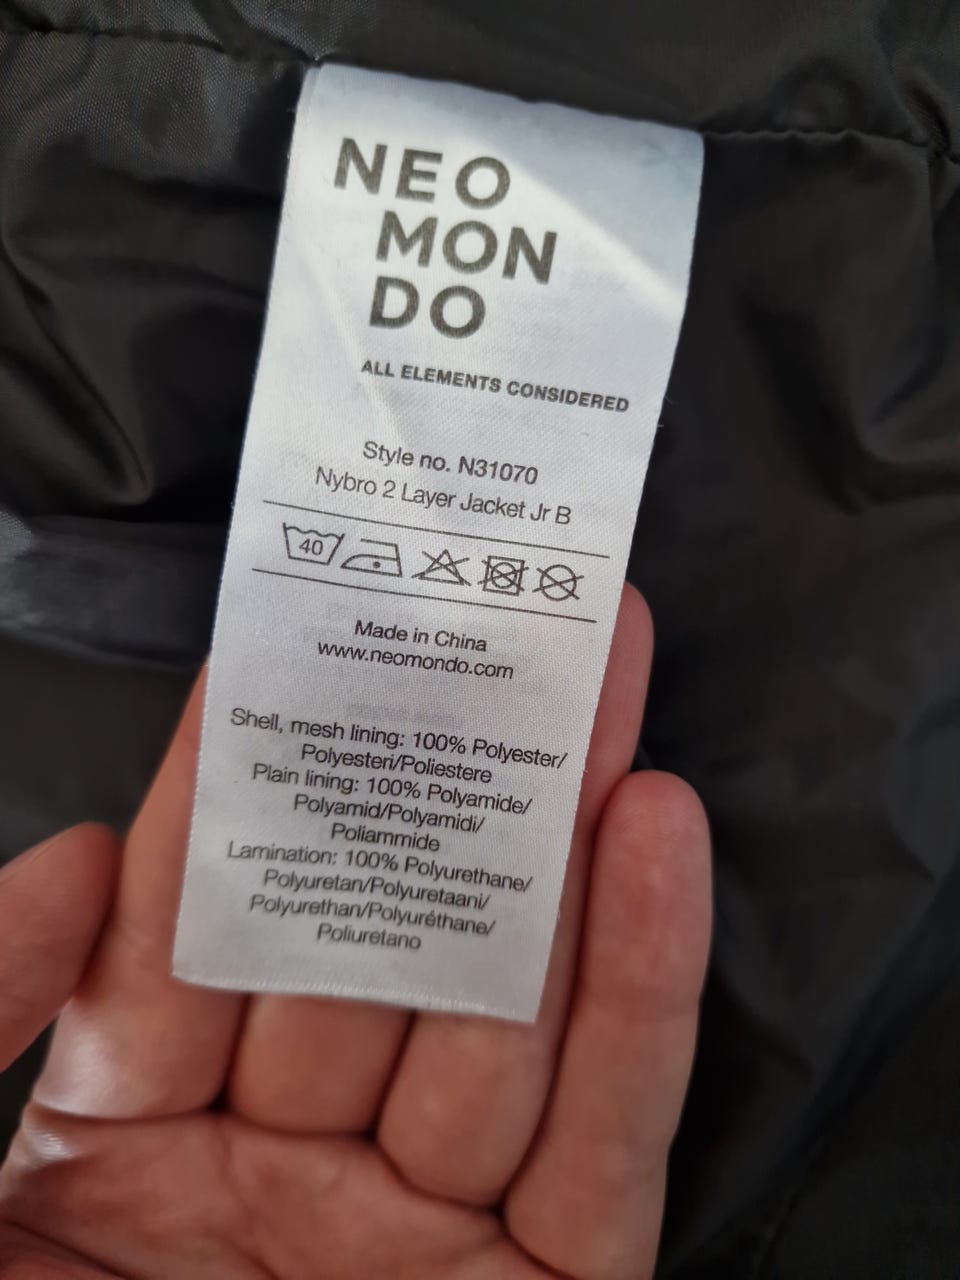 NEO
MON
DO
ALL ELEMENTS CONSIDERED
Style no. N31070
Nybro 2 Layer Jacket Jr B
40
Made in China
www.neomondo.com
Shell, mesh lining: 100% Polyester/
Polyesteri/Poliestere
Plain lining: 100% Polyamide/
Polyamid/Polyamidi/
Poliammide
Lamination: 100% Polyurethane/
Polyuretan/Polyuretaani/
Polyurethan/Polyuréthane/
Poliuretano